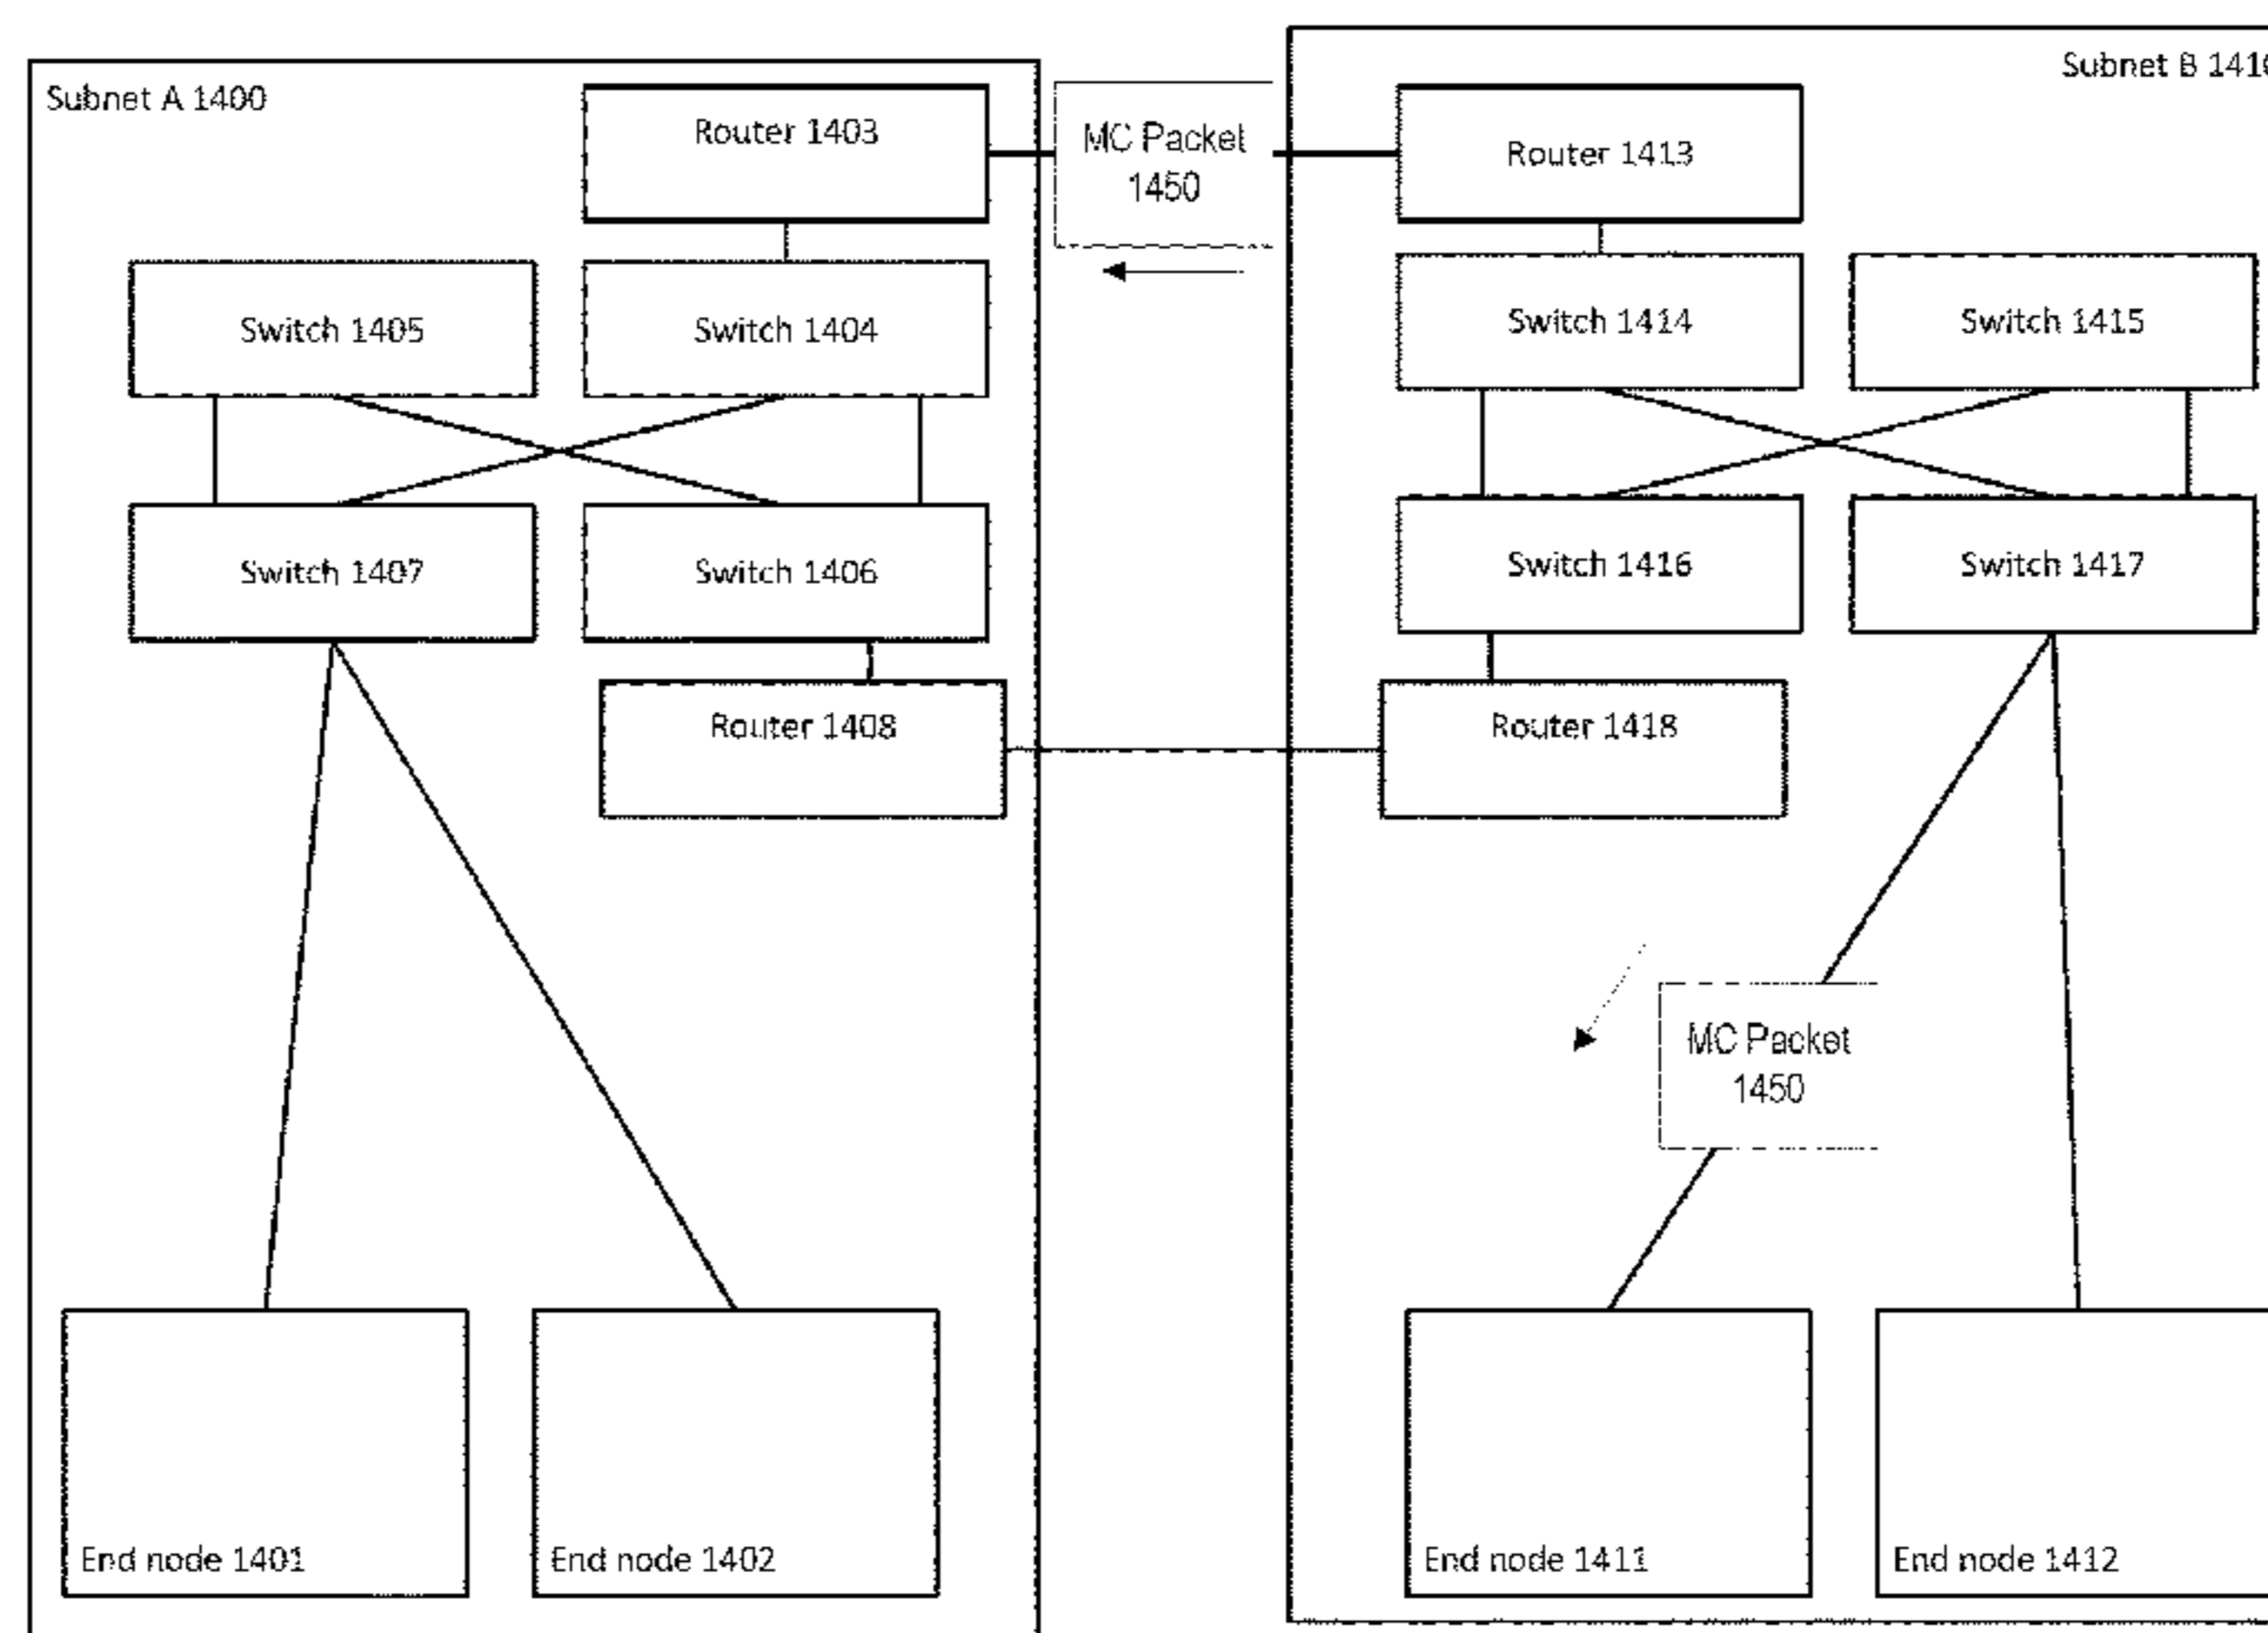 Subnet A 1400
Subnet B 1410
Router 1403
MC Packet
1450
Router 1413
Switch 1405
Switch 1404
Switch 1414
Switch 1415
Switch 1407
Switch 1406
Switch 1416
Switch 1417
Router 1408
Router 1418
MC Packet
1450
End node 1401
End node 1402
End node 1411
End node 1412